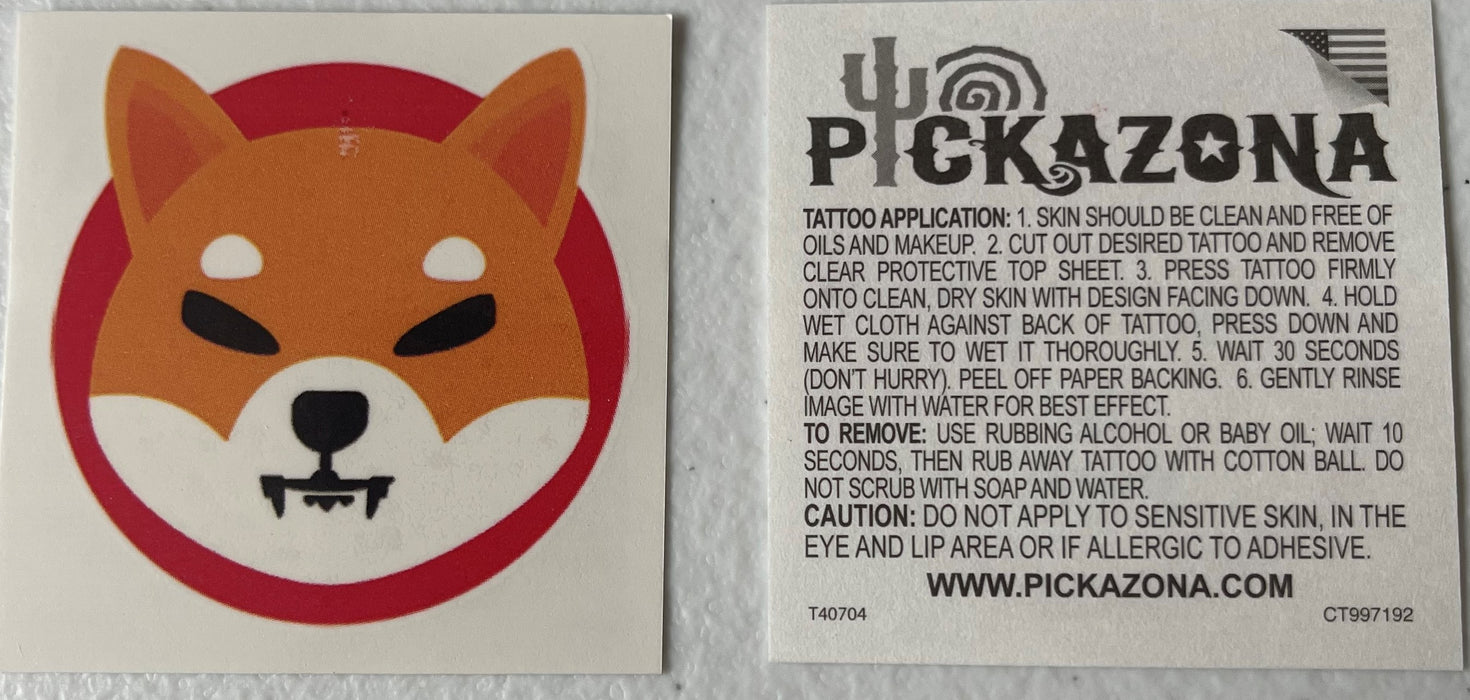 PICKAZONA
TATTOO APPLICATION: 1. SKIN SHOULD BE CLEAN AND FREE OF
OILS AND MAKEUP. 2. CUT OUT DESIRED TATTOO AND REMOVE
CLEAR PROTECTIVE TOP SHEET. 3. PRESS TATTOO FIRMLY
ONTO CLEAN, DRY SKIN WITH DESIGN FACING DOWN. 4. HOLD
WET CLOTH AGAINST BACK OF TATTOO, PRESS DOWN AND
MAKE SURE TO WET IT THOROUGHLY. 5. WAIT 30 SECONDS
(DON'T HURRY). PEEL OFF PAPER BACKING. 6. GENTLY RINSE
IMAGE WITH WATER FOR BEST EFFECT.
TO REMOVE: USE RUBBING ALCOHOL OR BABY OIL; WAIT 10
SECONDS, THEN RUB AWAY TATTOO WITH COTTON BALL. DO
NOT SCRUB WITH SOAP AND WATER.
CAUTION: DO NOT APPLY TO SENSITIVE SKIN, IN THE
EYE AND LIP AREA OR IF ALLERGIC TO ADHESIVE.
WWW.PICKAZONA.COM
T40704 CT997192